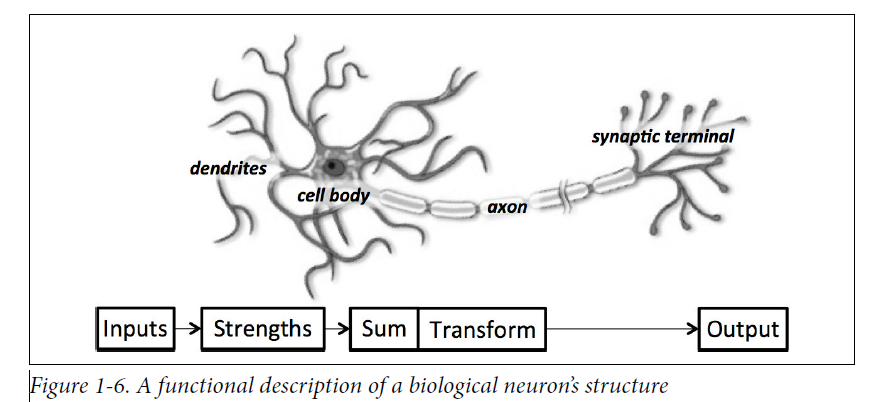 synaptic terminal
dendrites
cell body
axon
Inputs Strengths Sum Transform Output
Figure 1-6. A functional description of a biological neuron's structure